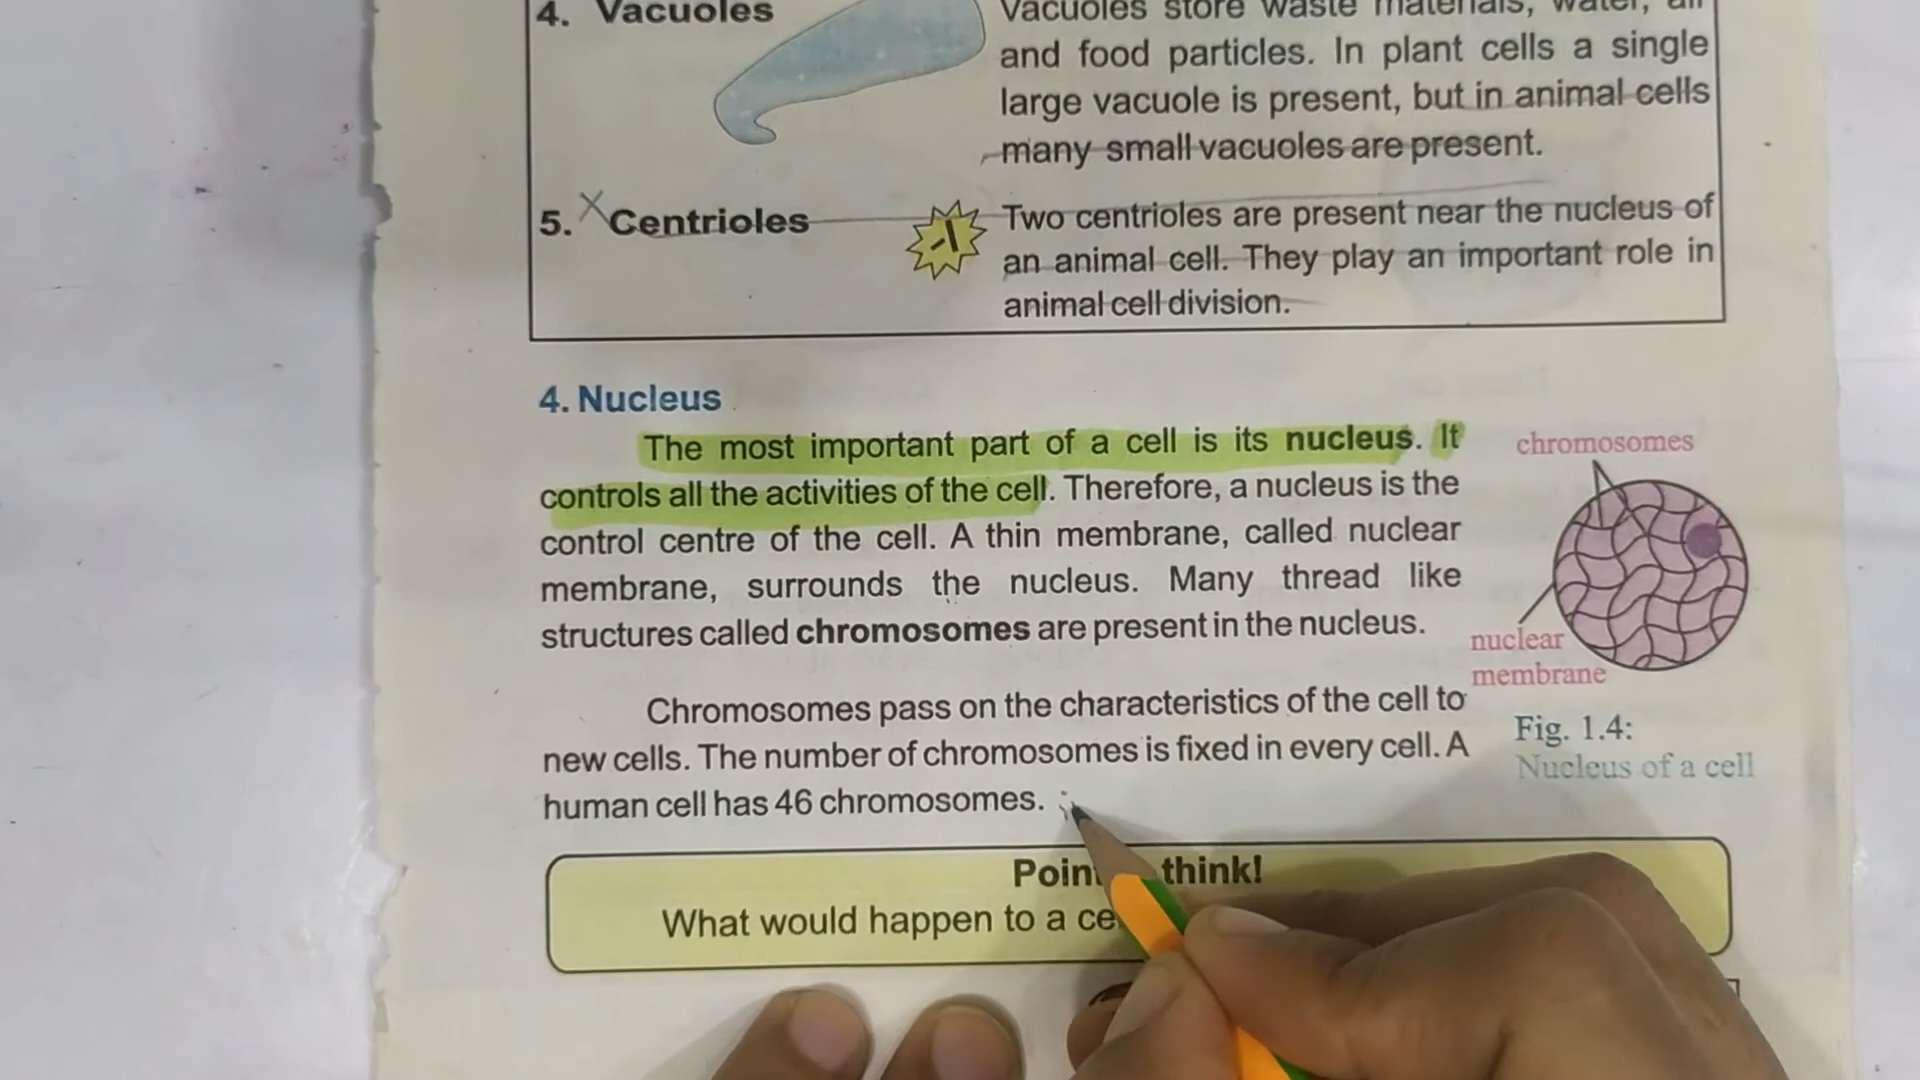 4. Vacuoles
Vacuoles store waste materials, water, air
and food particles. In plant cells a single
large vacuole is present, but in animal cells
many small vacuoles are present.
5. Centrioles
Two centrioles are present near the nucleus of
an animal cell. They play an important role in
animal cell division.
4. Nucleus
The most important part of a cell is its nucleus. It
controls all the activities of the cell. Therefore, a nucleus is the
control centre of the cell. A thin membrane, called nuclear
membrane, surrounds the nucleus. Many thread like
structures called chromosomes are present in the nucleus.
chromosomes
nuclear
membrane
Chromosomes pass on the characteristics of the cell to
new cells. The number of chromosomes is fixed in every cell. A
human cell has 46 chromosomes.
Fig. 1.4:
Nucleus of a cell
think!
What would happen to a